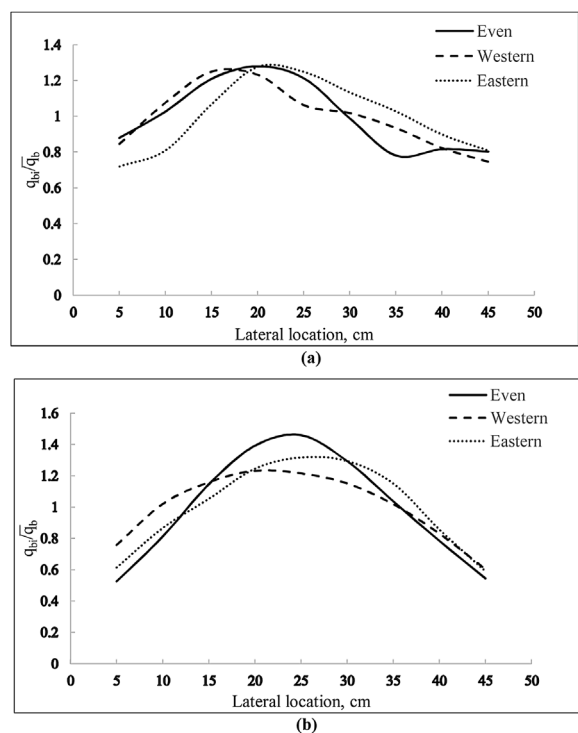 Even
Western
Eastern
1.4
1.2
1
0.8
0.6
0.4
0.2
0
q_bi/q̅_b
0 5 10 15 20 25 30 35 40 45 50
Lateral location, cm
(a)
Even
Western
Eastern
1.6
1.4
1.2
1
0.8
0.6
0.4
0.2
0
q_bi/q̅_b
0 5 10 15 20 25 30 35 40 45 50
Lateral location, cm
(b)